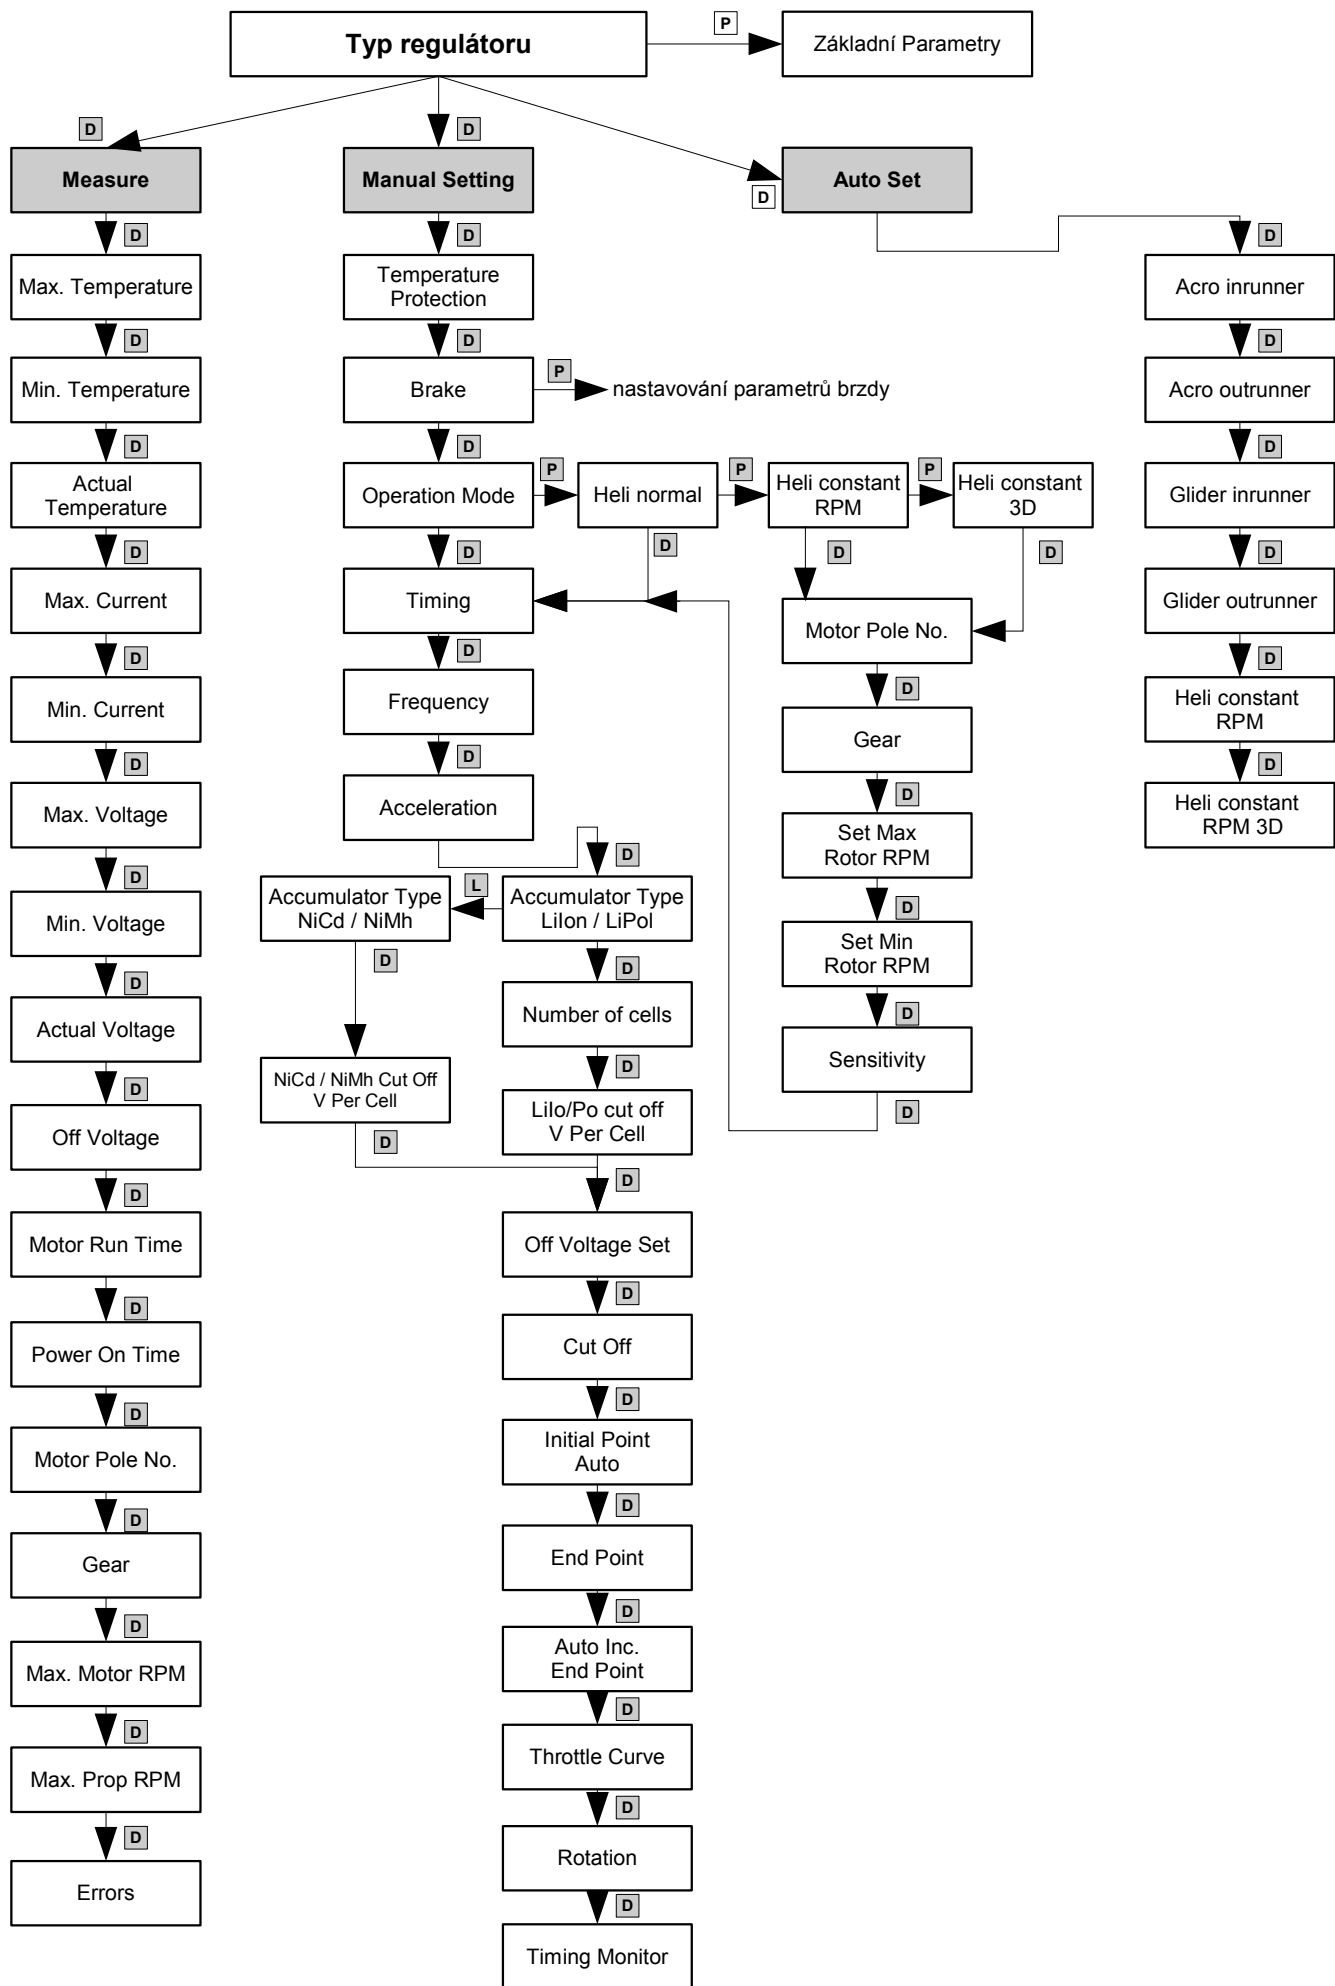 Typ regulátoru
P
Základní Parametry
D
D
D
Measure
Manual Setting
Auto Set
D
D
D
Max. Temperature
Temperature
Protection
Acro inrunner
D
D
D
Min. Temperature
Brake
P
nastavování parametrů brzdy
Acro outrunner
D
D
D
Actual
Temperature
Operation Mode
P
Heli normal
P
Heli constant
RPM
P
Heli constant
3D
Glider inrunner
D
D
D
D
D
D
Max. Current
Timing
Motor Pole No.
Glider outrunner
D
D
D
D
Min. Current
Frequency
Gear
Heli constant
RPM
D
D
D
D
Max. Voltage
Acceleration
Set Max
Rotor RPM
Heli constant
RPM 3D
D
D
D
Min. Voltage
Accumulator Type
NiCd / NiMh
L
Accumulator Type
LiIon / LiPol
Set Min
Rotor RPM
D
D
D
D
Actual Voltage
Number of cells
Sensitivity
D
D
D
Off Voltage
NiCd / NiMh Cut Off
V Per Cell
LiIo/Po cut off
V Per Cell
D
D
D
Motor Run Time
Off Voltage Set
D
D
Power On Time
Cut Off
D
D
Motor Pole No.
Initial Point
Auto
D
D
Gear
End Point
D
D
Max. Motor RPM
Auto Inc.
End Point
D
D
Max. Prop RPM
Throttle Curve
D
D
Errors
Rotation
D
Timing Monitor